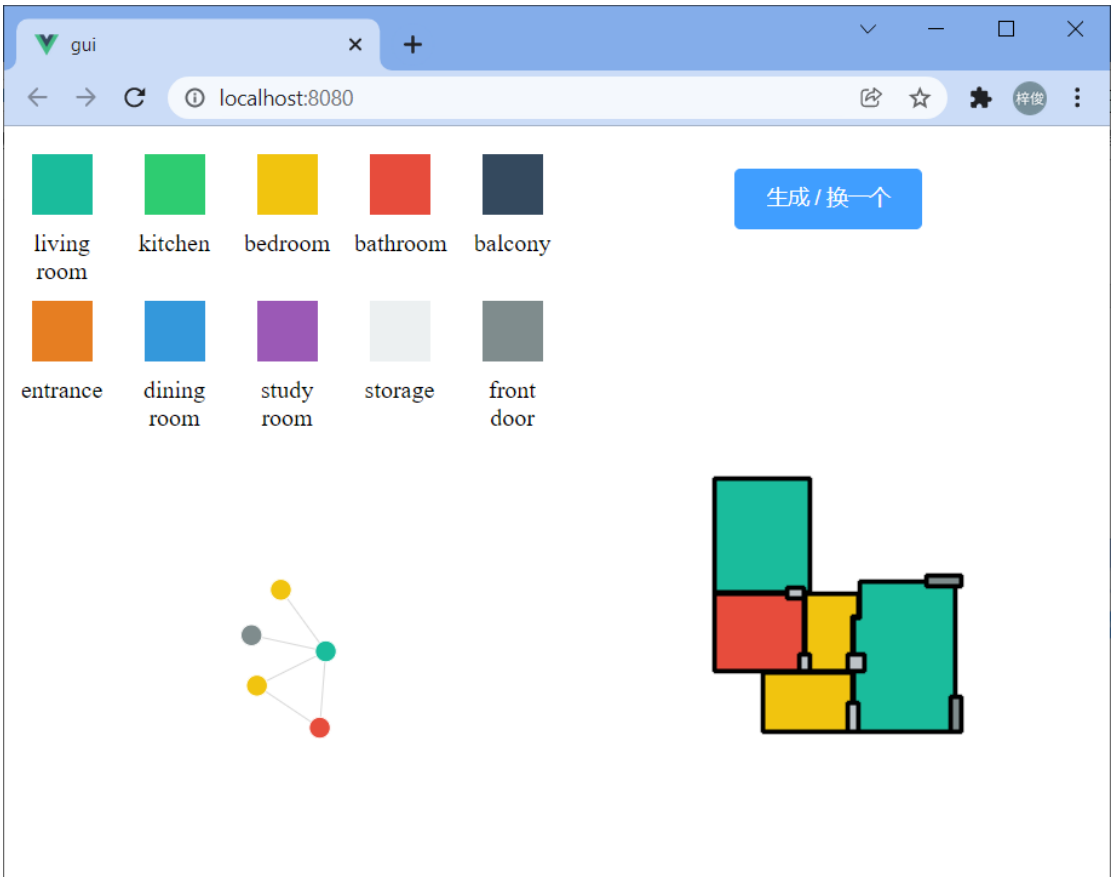 gui
localhost:8080
梓俊
living
room
kitchen
bedroom
bathroom
balcony
生成 / 换一个
entrance
dining
room
study
room
storage
front
door